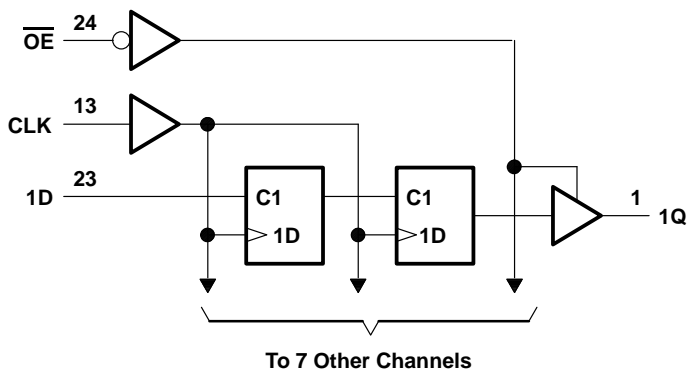 24
OE
13
CLK
23
1D
C1
1D
C1
1D
1
1Q
To 7 Other Channels